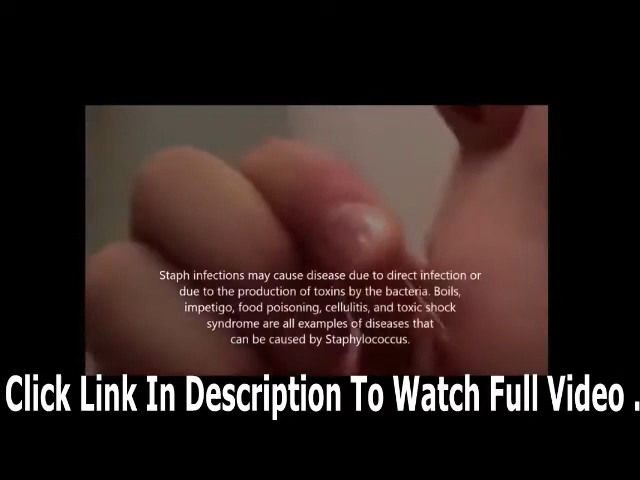 Staph infections may cause disease due to direct infection or
due to the production of toxins by the bacteria. Boils,
impetigo, food poisoning, cellulitis, and toxic shock
syndrome are all examples of diseases that
can be caused by Staphylococcus.
Click Link In Description To Watch Full Video .